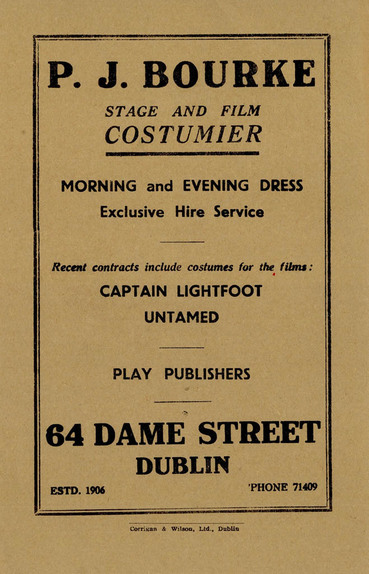 P. J. BOURKE
STAGE AND FILM
COSTUMIER
MORNING and EVENING DRESS
Exclusive Hire Service
Recent contracts include costumes for the films:
CAPTAIN LIGHTFOOT
UNTAMED
PLAY PUBLISHERS
64 DAME STREET
DUBLIN
ESTD. 1906 'PHONE 71409
Corrigan & Wilson, Ltd., Dublin